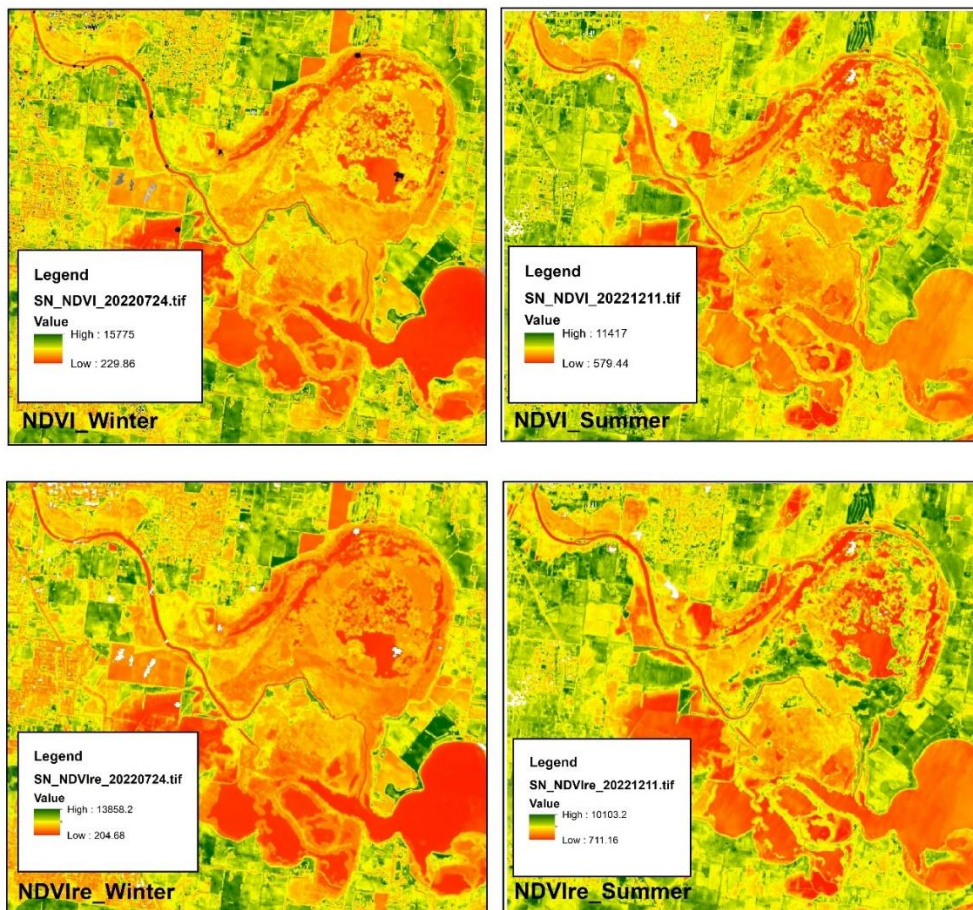 Legend
SN_NDVI_20220724.tif
Value
High : 15775
Low : 229.86
NDVI_Winter
Legend
SN_NDVI_20221211.tif
Value
High : 11417
Low : 579.44
NDVI_Summer
Legend
SN_NDVIre_20220724.tif
Value
High : 13858.2
Low : 204.68
NDVIre_Winter
Legend
SN_NDVIre_20221211.tif
Value
High : 10103.2
Low : 711.16
NDVIre_Summer